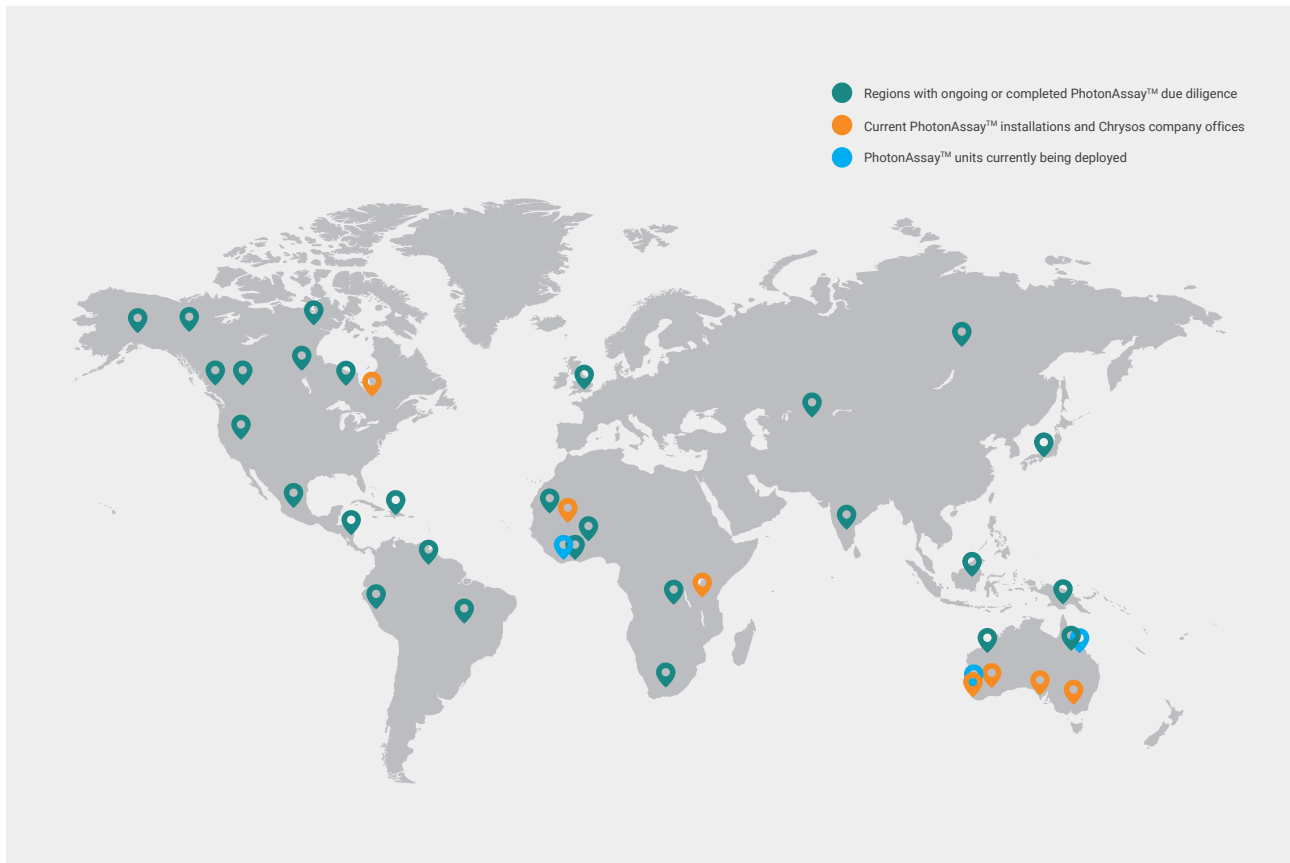 Regions with ongoing or completed PhotonAssay™ due diligence
Current PhotonAssay™ installations and Chrysos company offices
PhotonAssay™ units currently being deployed